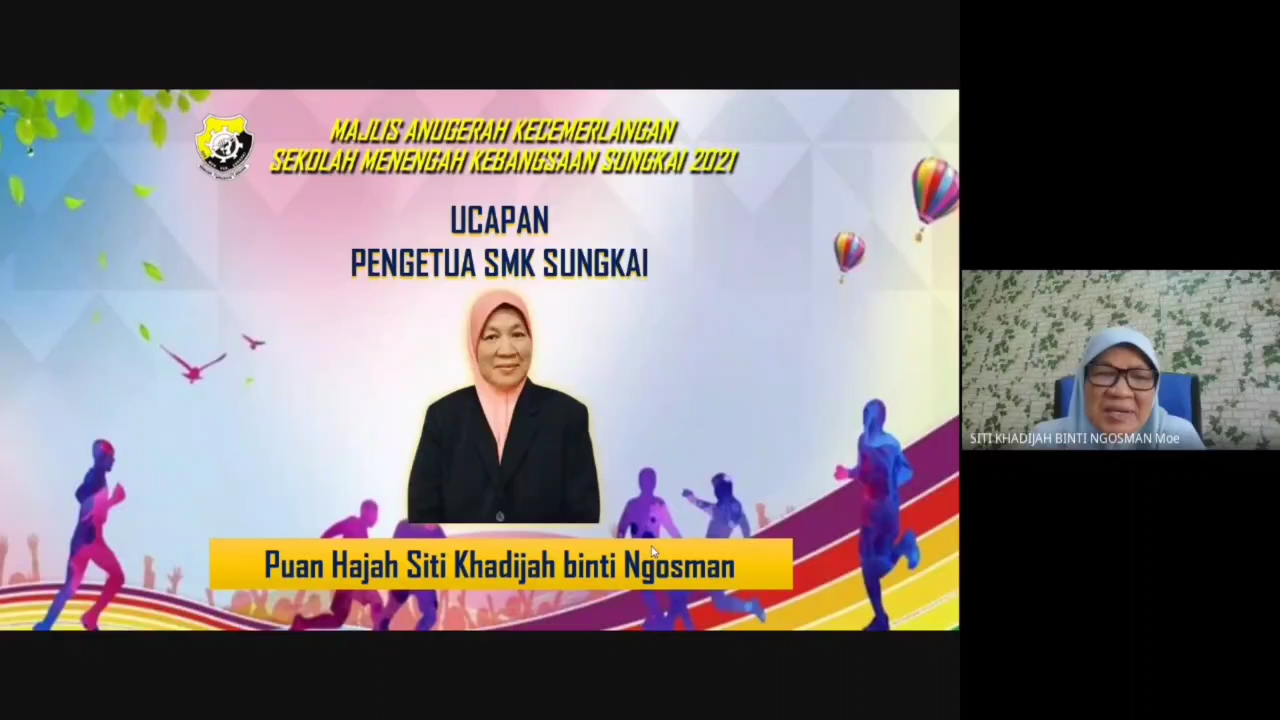 MAJLIS ANUGERAH KECEMERLANGAN
SEKOLAH MENENGAH KEBANGSAAN SUNGKAI 2021
UCAPAN
PENGETUA SMK SUNGKAI
Puan Hajah Siti Khadijah binti Ngosman
SITI KHADIJAH BINTI NGOSMAN Moe